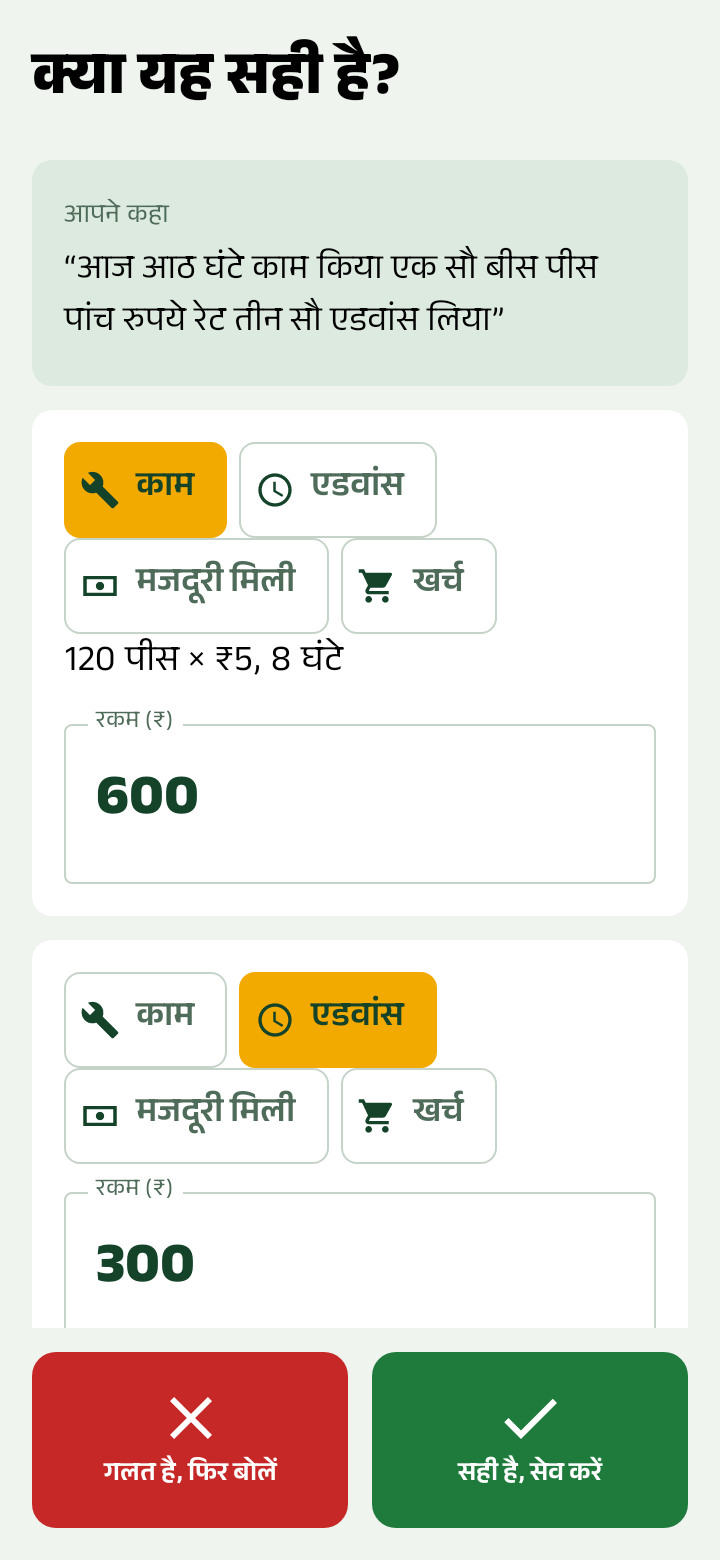 क्या यह सही है?
आपने कहा
“आज आठ घंटे काम किया एक सौ बीस पीस
पांच रुपये रेट तीन सौ एडवांस लिया”
काम एडवांस
मजदूरी मिली खर्च
120 पीस × ₹5, 8 घंटे
रकम (₹)
600
काम एडवांस
मजदूरी मिली खर्च
रकम (₹)
300
गलत है, फिर बोलें सही है, सेव करें